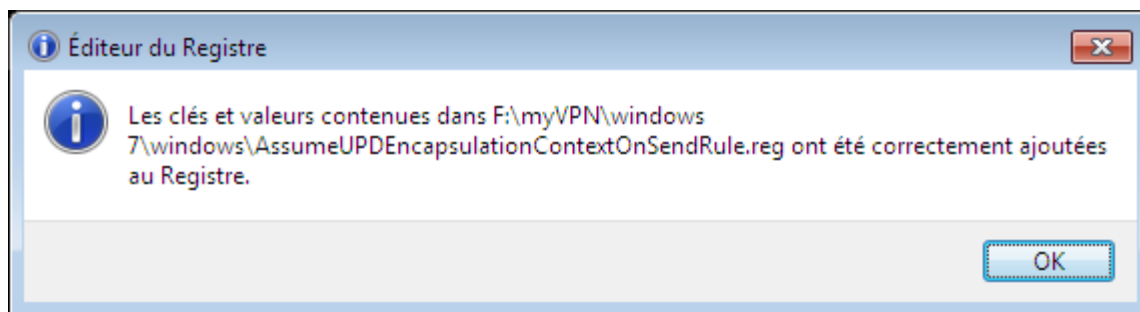 Éditeur du Registre
Les clés et valeurs contenues dans F:\myVPN\windows
7\windows\AssumeUPDEncapsulationContextOnSendRule.reg ont été correctement ajoutées
au Registre.
OK